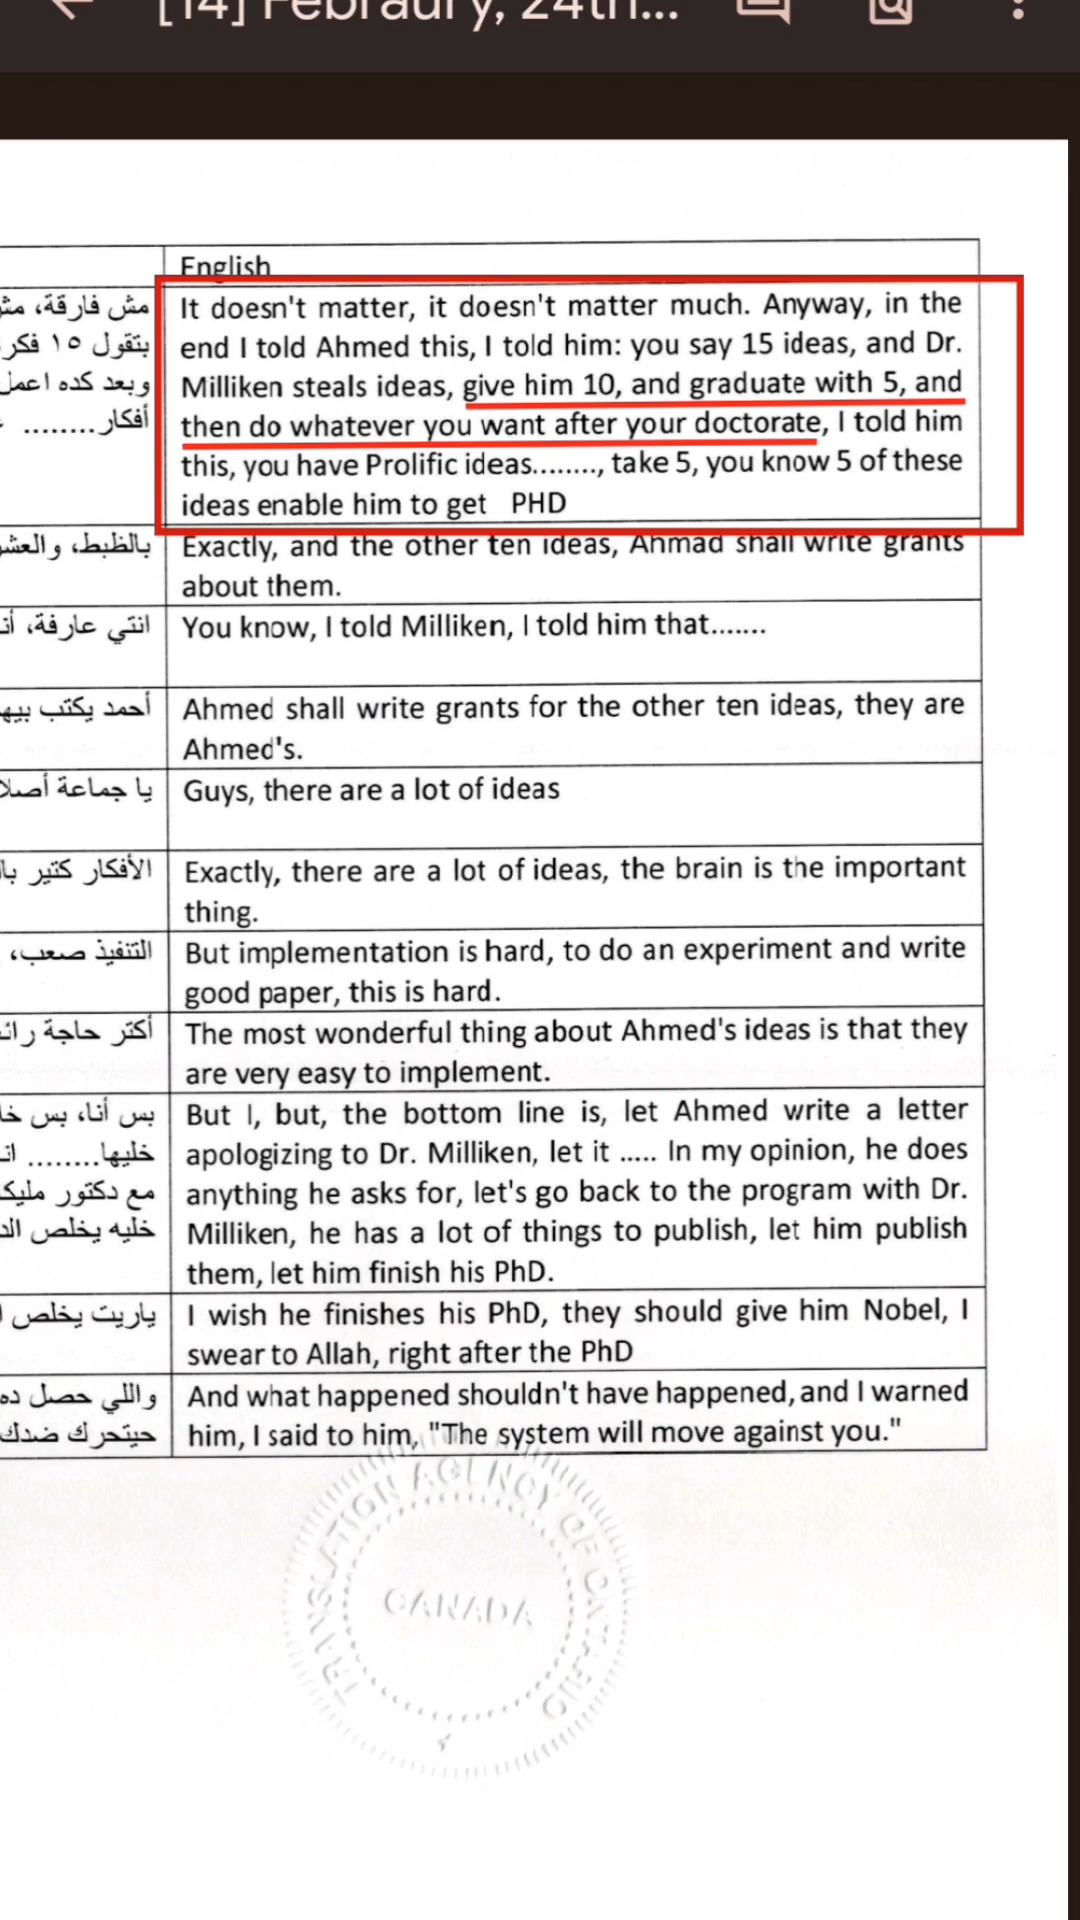 [14] Febraury, 24th...
English
مش فارقة،
It doesn't matter, it doesn't matter much. Anyway, in the
بتقول ١٥
end I told Ahmed this, I told him: you say 15 ideas, and Dr.
وبعد كده اعمل
Milliken steals ideas, give him 10, and graduate with 5, and
أفكار........
then do whatever you want after your doctorate, I told him
this, you have Prolific ideas........, take 5, you know 5 of these
ideas enable him to get PHD
بالظبط،
Exactly, and the other ten ideas, Ahmad shall write grants
about them.
انتي عارفة،
You know, I told Milliken, I told him that.......
أحمد يكتب
Ahmed shall write grants for the other ten ideas, they are
Ahmed's.
يا جماعة
Guys, there are a lot of ideas
الأفكار كتير
Exactly, there are a lot of ideas, the brain is the important
thing.
التنفيذ صعب،
But implementation is hard, to do an experiment and write
good paper, this is hard.
أكتر حاجة
The most wonderful thing about Ahmed's ideas is that they
are very easy to implement.
بس أنا، بس
But I, but, the bottom line is, let Ahmed write a letter
خليها........
apologizing to Dr. Milliken, let it ..... In my opinion, he does
مع دكتور
anything he asks for, let's go back to the program with Dr.
خليه يخلص
Milliken, he has a lot of things to publish, let him publish
them, let him finish his PhD.
ياريت يخلص
I wish he finishes his PhD, they should give him Nobel, I
swear to Allah, right after the PhD
واللي حصل ده
And what happened shouldn't have happened, and I warned
حيتحرك ضدك
him, I said to him, "The system will move against you."
TRANSLATION AGENCY OF ONTARIO
CANADA